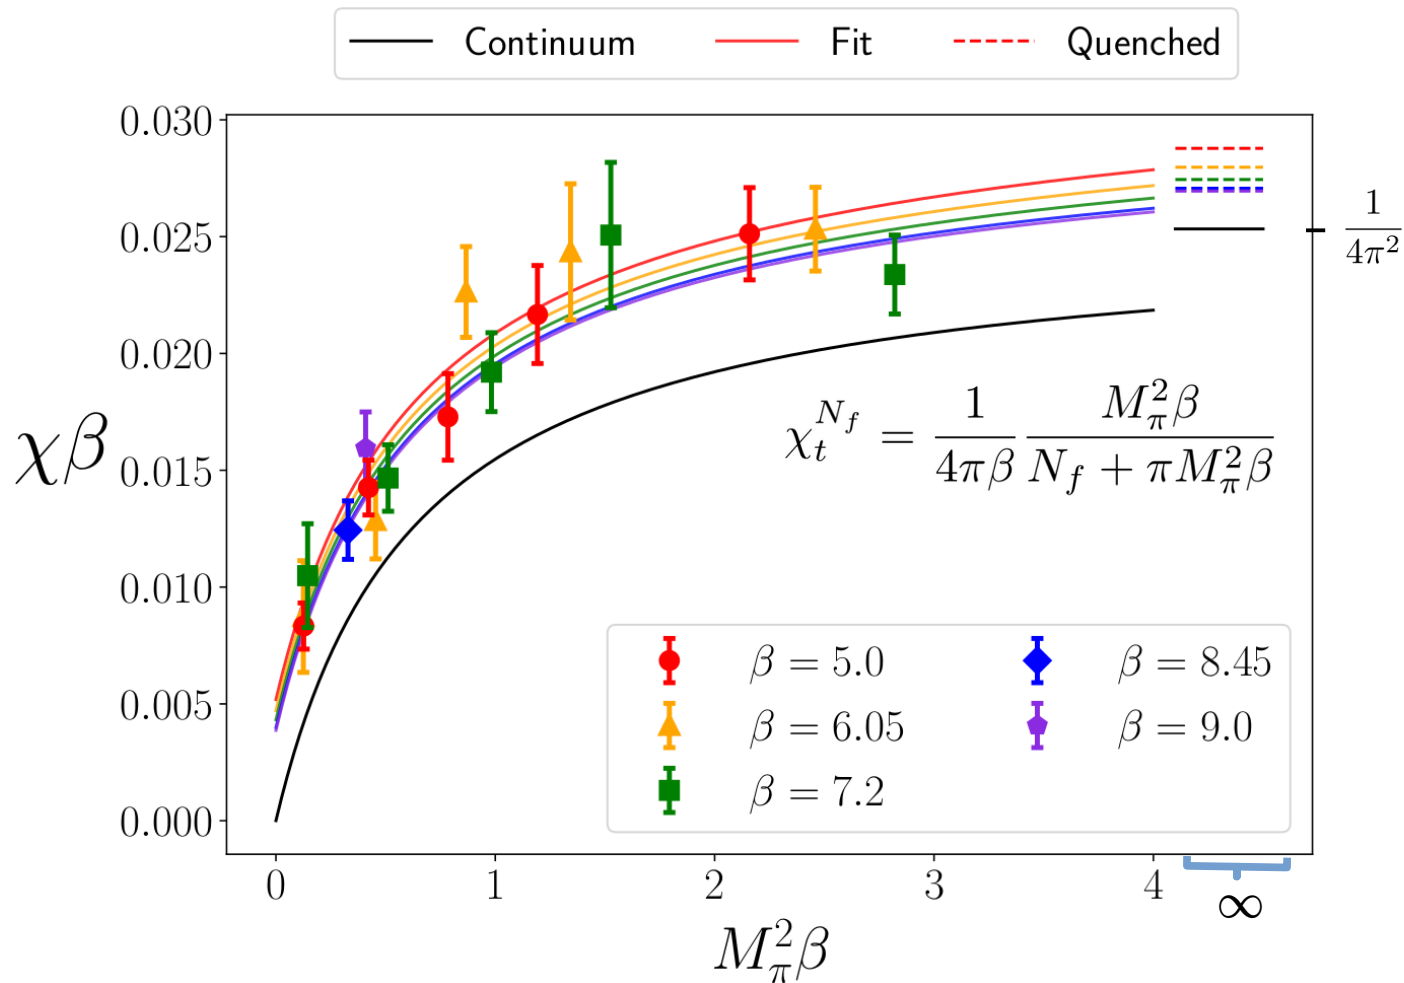 Continuum Fit Quenched
0.030
0.025
0.020
0.015
0.010
0.005
0.000
χβ
1/(4π²)
χ_t^{N_f} = 1/(4πβ) M_π²β/(N_f + πM_π²β)
β = 5.0 β = 8.45
β = 6.05 β = 9.0
β = 7.2
0 1 2 3 4 ∞
M_π²β